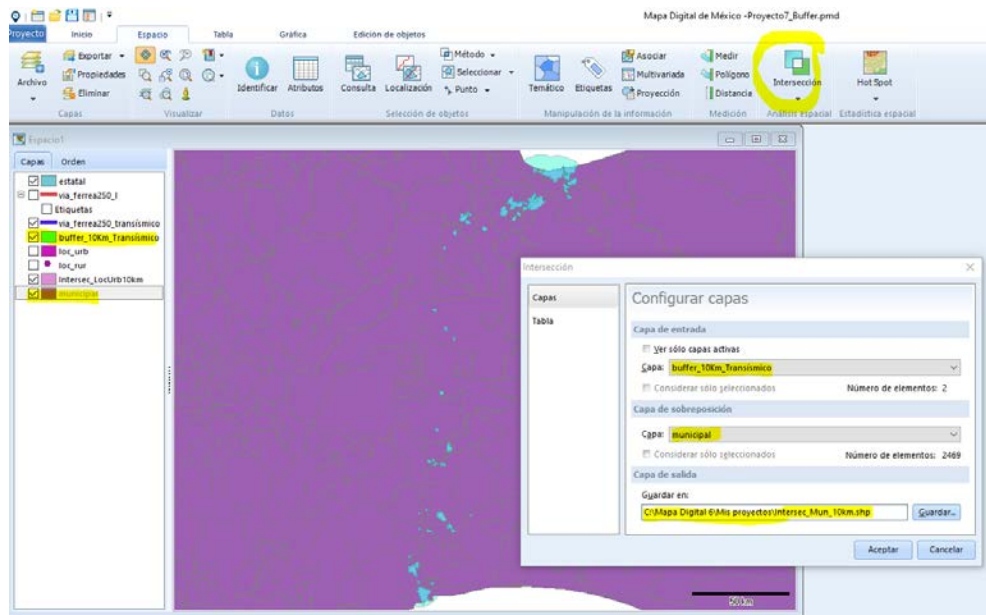 Mapa Digital de México -Proyecto7_Buffer.pmd
Proyecto Inicio Espacio Tabla Gráfica Edición de objetos
Archivo
Exportar
Propiedades
Eliminar
Identificar Atributos
Consulta Localización
Método
Seleccionar
Punto
Temático Etiquetas
Asociar
Multivariada
Proyección
Medir
Polígono
Distancia
Intersección
Hot Spot
Capas Visualizar Datos Selección de objetos Manipulación de la información Medición Análisis espacial Estadística espacial
Espacio1
Capas Orden
estatal
via_ferrea250_l
Etiquetas
via_ferrea250_transísmico
buffer_10Km_Transísmico
loc_urb
loc_rur
Intersec_LocUrb10km
municipal
50km
Intersección
Capas
Tabla
Configurar capas
Capa de entrada
Ver sólo capas activas
Capa: buffer_10Km_Transísmico
Considerar sólo seleccionados Número de elementos: 2
Capa de sobreposición
Capa: municipal
Considerar sólo seleccionados Número de elementos: 2469
Capa de salida
Guardar en:
C:\Mapa Digital 6\Mis proyectos\Intersec_Mun_10km.shp Guardar...
Aceptar Cancelar